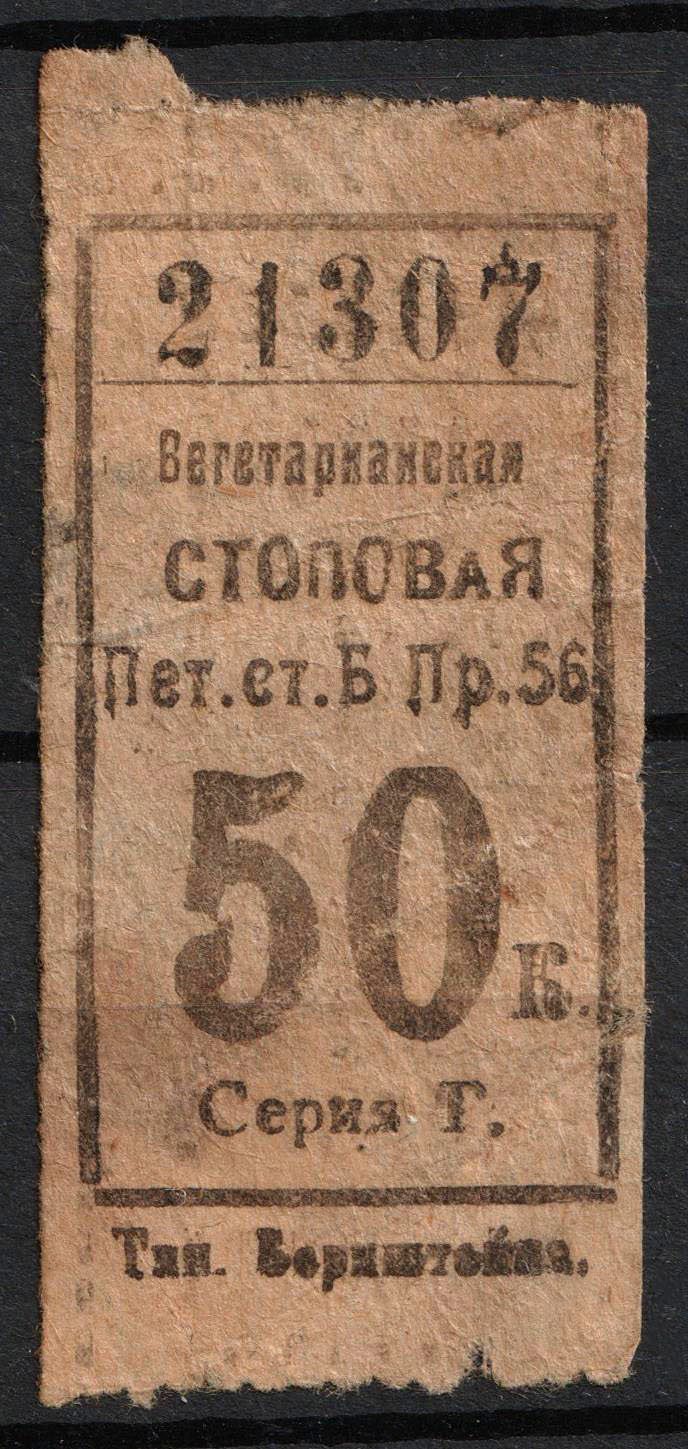 21307
Вегетарианская
СТОЛОВАЯ
Пет. ст. Б Пр. 56
50 К.
Серия Г.
Тип. Бернштейна.